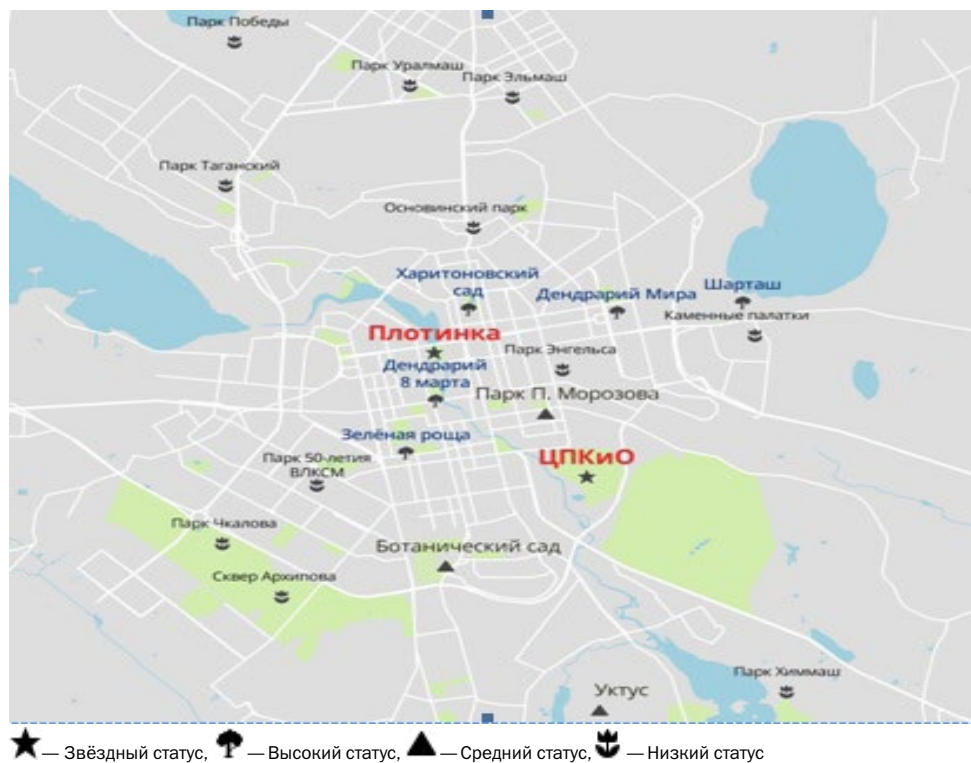 Парк Победы
Парк Уралмаш
Парк Эльмаш
Парк Таганский
Основинский парк
Харитоновский
сад
Дендрарий Мира
Шарташ
Каменные палатки
Плотинка
Парк Энгельса
Дендрарий
8 марта
Парк П. Морозова
Зелёная роща
ЦПКиО
Парк 50-летия
ВЛКСМ
Парк Чкалова
Ботанический сад
Сквер Архипова
Парк Химмаш
Уктус
— Звёздный статус, — Высокий статус, — Средний статус, — Низкий статус